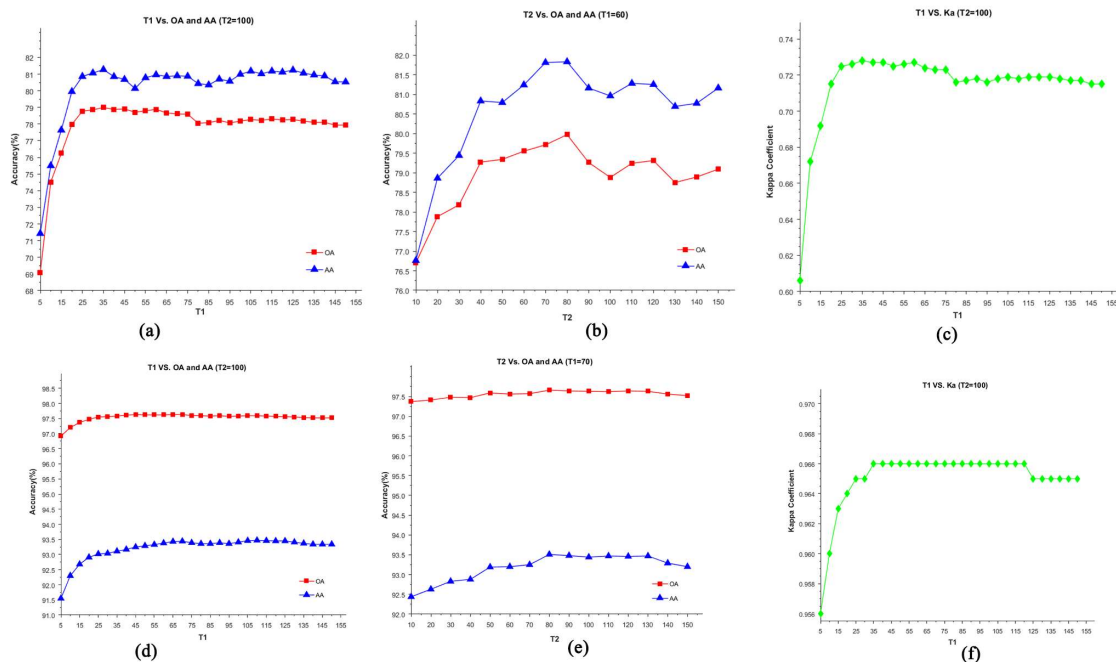 T1 Vs. OA and AA (T2=100)
Accuracy(%)
82
81
80
79
78
77
76
75
74
73
72
71
70
69
68
OA
AA
5 15 25 35 45 55 65 75 85 95 105 115 125 135 145 155
T1
(a)
T2 Vs. OA and AA (T1=60)
Accuracy(%)
82.0
81.5
81.0
80.5
80.0
79.5
79.0
78.5
78.0
77.5
77.0
76.5
76.0
OA
AA
10 20 30 40 50 60 70 80 90 100 110 120 130 140 150
T2
(b)
T1 VS. Ka (T2=100)
Kappa Coefficient
0.74
0.72
0.70
0.68
0.66
0.64
0.62
0.60
5 15 25 35 45 55 65 75 85 95 105 115 125 135 145 155
T1
(c)
T1 VS. OA and AA (T2=100)
Accuracy(%)
98.5
98.0
97.5
97.0
96.5
96.0
95.5
95.0
94.5
94.0
93.5
93.0
92.5
92.0
91.5
91.0
OA
AA
5 15 25 35 45 55 65 75 85 95 105 115 125 135 145 155
T1
(d)
T2 Vs. OA and AA (T1=70)
Accuracy(%)
97.5
97.0
96.5
96.0
95.5
95.0
94.5
94.0
93.5
93.0
92.5
92.0
OA
AA
10 20 30 40 50 60 70 80 90 100 110 120 130 140 150
T2
(e)
T1 VS. Ka (T2=100)
Kappa Coefficient
0.970
0.968
0.966
0.964
0.962
0.960
0.958
0.956
5 15 25 35 45 55 65 75 85 95 105 115 125 135 145 155
T1
(f)